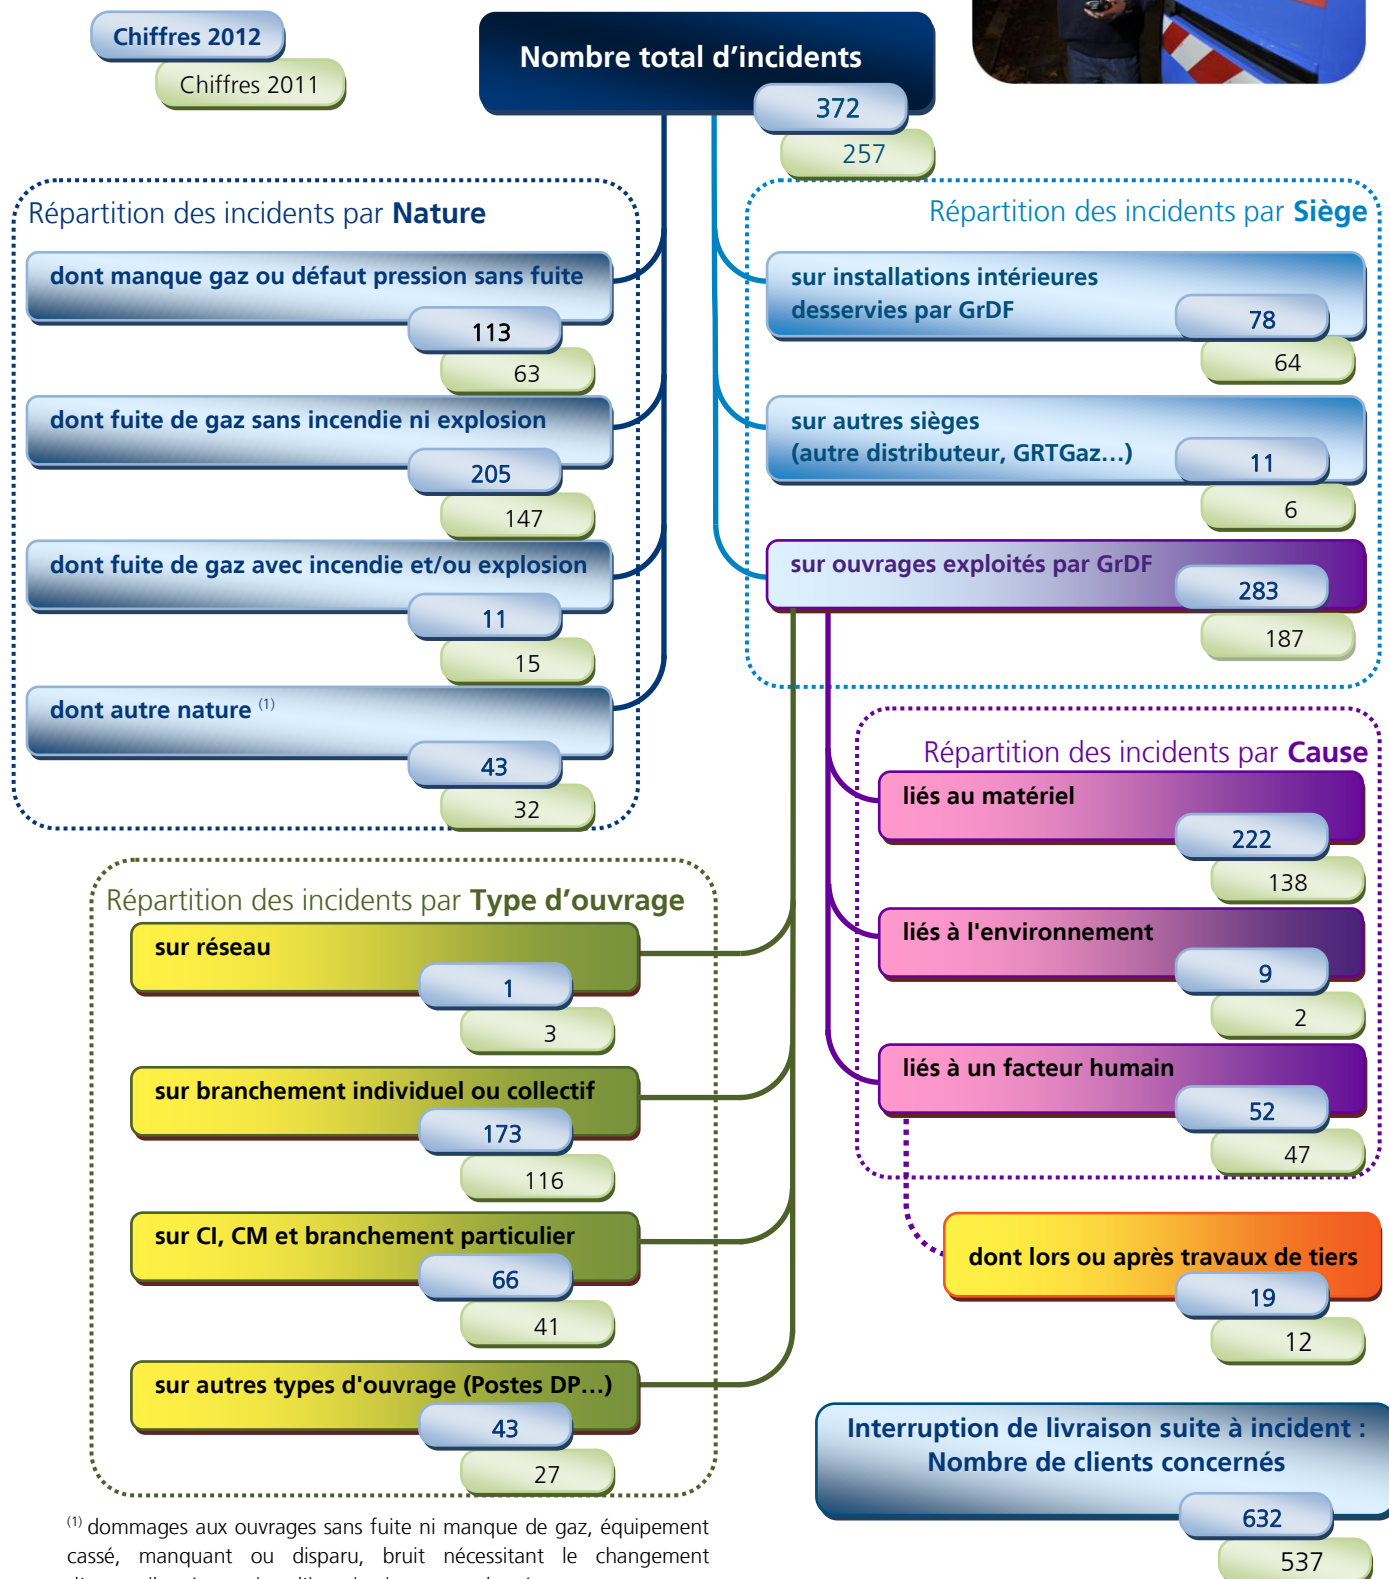 Chiffres 2012
Chiffres 2011
Nombre total d'incidents
372
257
Répartition des incidents par Nature
dont manque gaz ou défaut pression sans fuite
113
63
dont fuite de gaz sans incendie ni explosion
205
147
dont fuite de gaz avec incendie et/ou explosion
11
15
dont autre nature (1)
43
32
Répartition des incidents par Siège
sur installations intérieures
desservies par GrDF
78
64
sur autres sièges
(autre distributeur, GRTGaz…)
11
6
sur ouvrages exploités par GrDF
283
187
Répartition des incidents par Cause
liés au matériel
222
138
liés à l'environnement
9
2
liés à un facteur humain
52
47
dont lors ou après travaux de tiers
19
12
Répartition des incidents par Type d'ouvrage
sur réseau
1
3
sur branchement individuel ou collectif
173
116
sur CI, CM et branchement particulier
66
41
sur autres types d'ouvrage (Postes DP…)
43
27
Interruption de livraison suite à incident :
Nombre de clients concernés
632
537
(1) dommages aux ouvrages sans fuite ni manque de gaz, équipement
cassé, manquant ou disparu, bruit nécessitant le changement